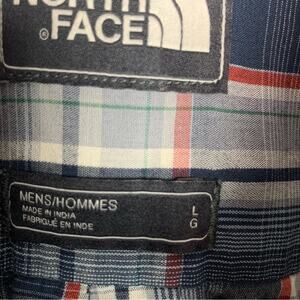 NORTH
FACE
®
MENS/HOMMES
MADE IN INDIA
FABRIQUÉ EN INDE
L
G